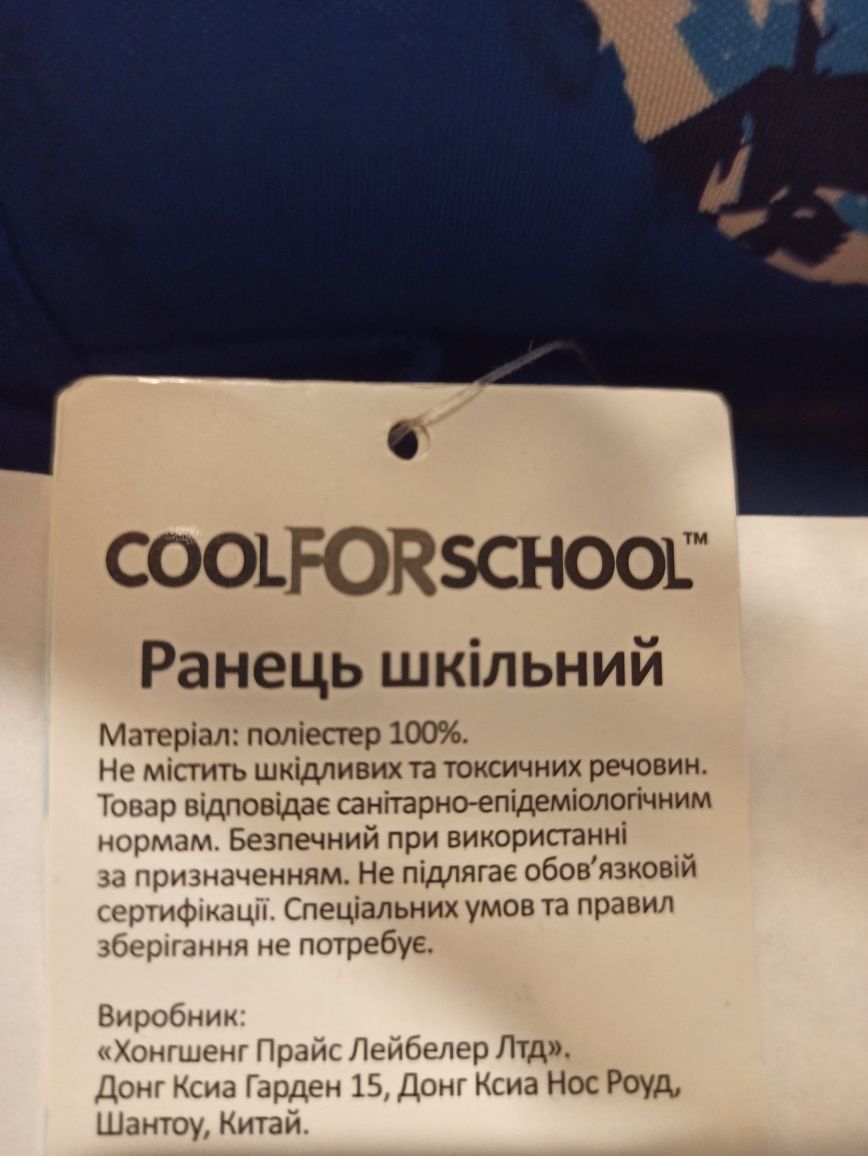 COOLFORSCHOOL™
Ранець шкільний
Матеріал: поліестер 100%.
Не містить шкідливих та токсичних речовин.
Товар відповідає санітарно-епідеміологічним
нормам. Безпечний при використанні
за призначенням. Не підлягає обов’язковій
сертифікації. Спеціальних умов та правил
зберігання не потребує.
Виробник:
«Хонгшенг Прайс Лейбелер Лтд».
Донг Ксиа Гарден 15, Донг Ксиа Нос Роуд,
Шантоу, Китай.